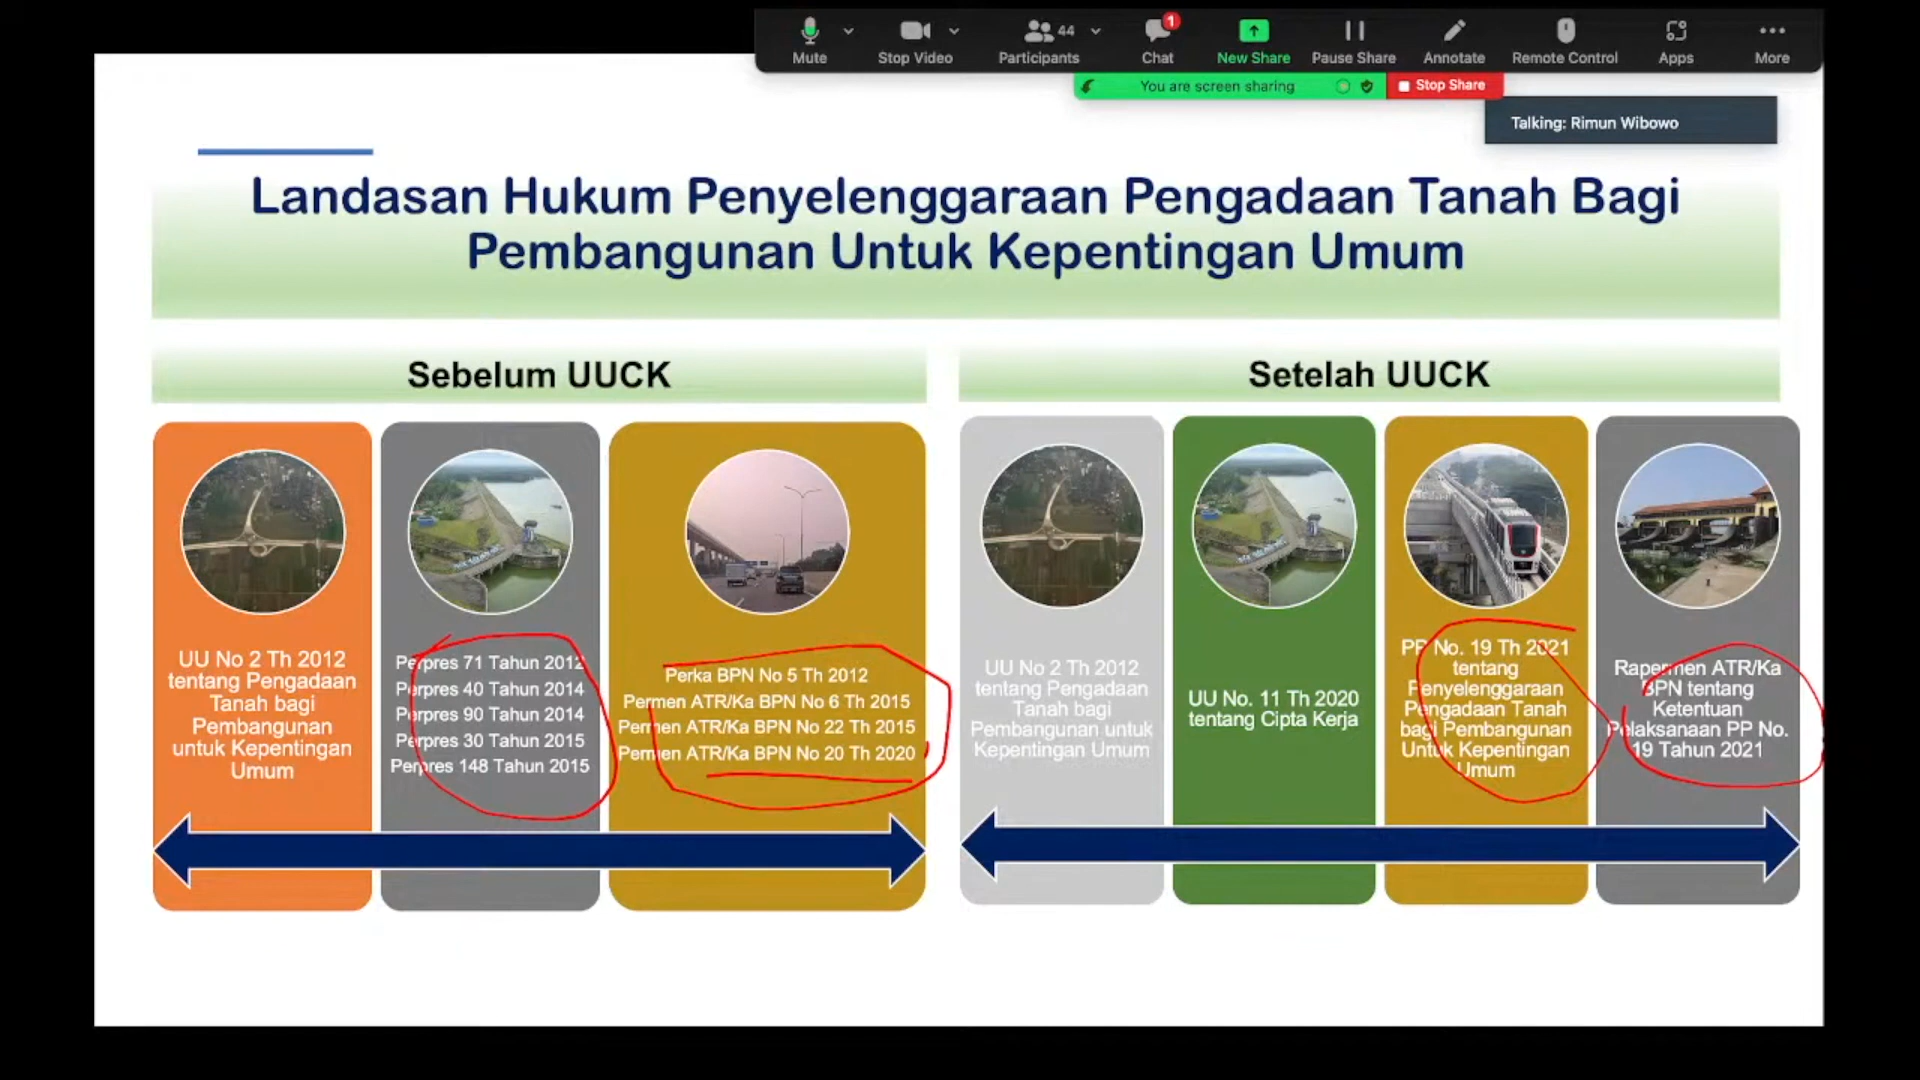 Mute
Stop Video
44
Participants
1
Chat
New Share
Pause Share
Annotate
Remote Control
Apps
More
You are screen sharing
Stop Share
Talking: Rimun Wibowo
Landasan Hukum Penyelenggaraan Pengadaan Tanah Bagi
Pembangunan Untuk Kepentingan Umum
Sebelum UUCK
UU No 2 Th 2012
tentang Pengadaan
Tanah bagi
Pembangunan
untuk Kepentingan
Umum
Perpres 71 Tahun 2012
Perpres 40 Tahun 2014
Perpres 90 Tahun 2014
Perpres 30 Tahun 2015
Perpres 148 Tahun 2015
Perka BPN No 5 Th 2012
Permen ATR/Ka BPN No 6 Th 2015
Permen ATR/Ka BPN No 22 Th 2015
Permen ATR/Ka BPN No 20 Th 2020
Setelah UUCK
UU No 2 Th 2012
tentang Pengadaan
Tanah bagi
Pembangunan untuk
Kepentingan Umum
UU No. 11 Th 2020
tentang Cipta Kerja
PP No. 19 Th 2021
tentang
Penyelenggaraan
Pengadaan Tanah
bagi Pembangunan
Untuk Kepentingan
Umum
Rapermen ATR/Ka
BPN tentang
Ketentuan
Pelaksanaan PP No.
19 Tahun 2021